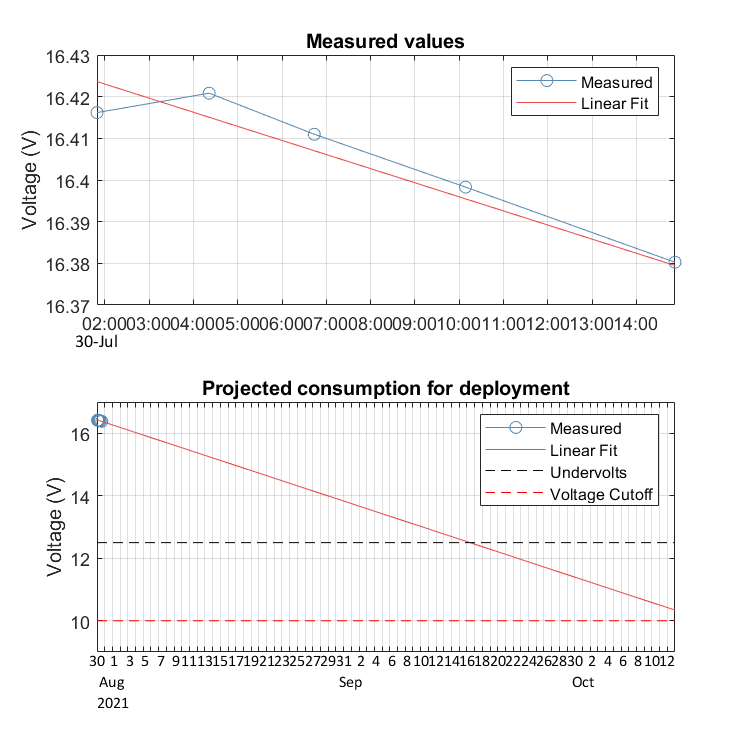 Measured values
16.43
16.42
16.41
16.4
16.39
16.38
16.37
Voltage (V)
Measured
Linear Fit
02:00 03:00 04:00 05:00 06:00 07:00 08:00 09:00 10:00 11:00 12:00 13:00 14:00
30-Jul
Projected consumption for deployment
16
14
12
10
Voltage (V)
Measured
Linear Fit
Undervolts
Voltage Cutoff
30 1 3 5 7 9 11 13 15 17 19 21 23 25 27 29 31 2 4 6 8 10 12 14 16 18 20 22 24 26 28 30 2 4 6 8 10 12
Aug Sep Oct
2021